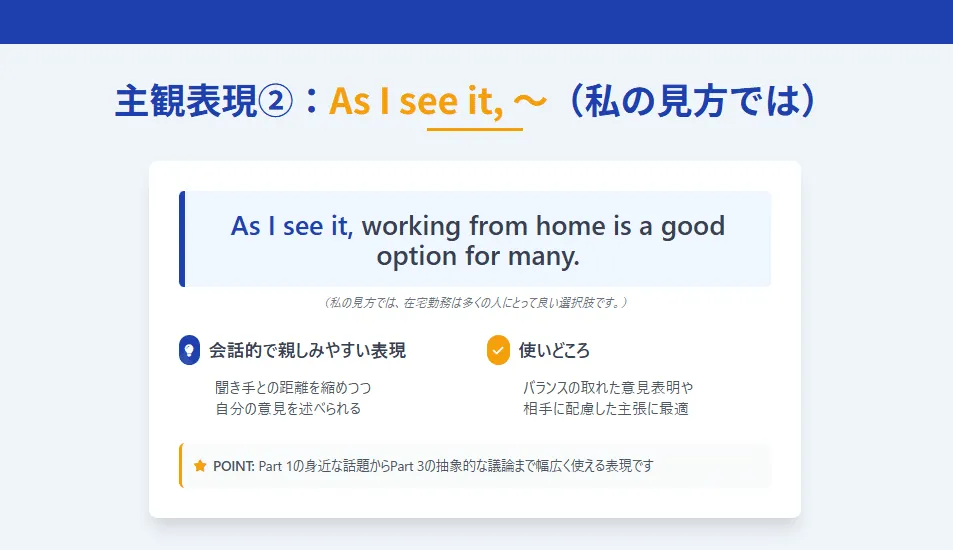 主観表現②：As I see it, 〜（私の見方では）
As I see it, working from home is a good
option for many.
（私の見方では、在宅勤務は多くの人にとって良い選択肢です。）
会話的で親しみやすい表現
聞き手との距離を縮めつつ
自分の意見を述べられる
使いどころ
バランスの取れた意見表明や
相手に配慮した主張に最適
POINT: Part 1の身近な話題からPart 3の抽象的な議論まで幅広く使える表現です